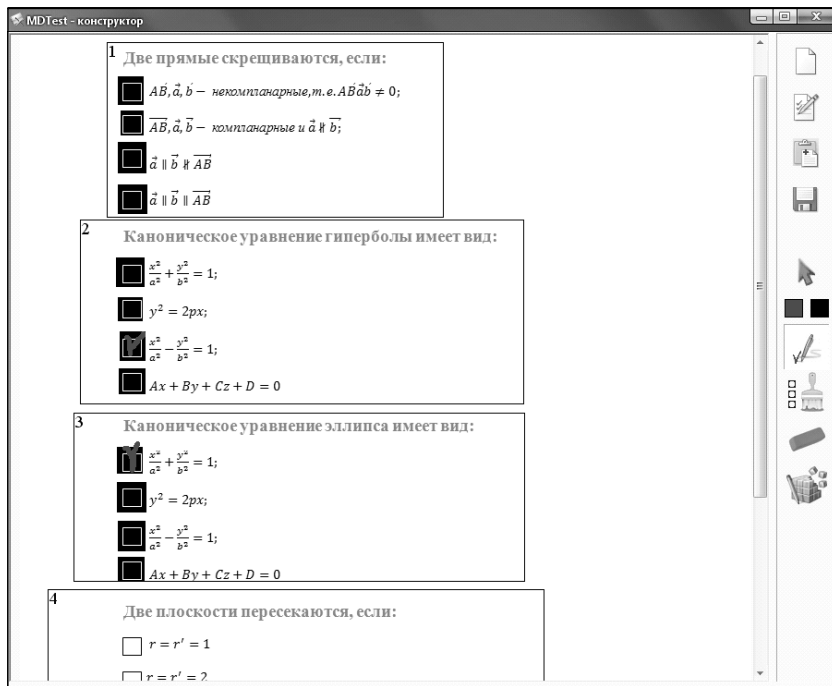 MDTest - конструктор
1
Две прямые скрещиваются, если:
AB⃗, a⃗, b⃗ − некомпланарные, т.е. AB⃗a⃗b⃗ ≠ 0;
AB⃗, a⃗, b⃗ − компланарные и a⃗ ∦ b⃗;
a⃗ ∥ b⃗ ∦ AB⃗
a⃗ ∥ b⃗ ∥ AB⃗
2
Каноническое уравнение гиперболы имеет вид:
x²/a² + y²/b² = 1;
y² = 2px;
x²/a² − y²/b² = 1;
Ax + By + Cz + D = 0
3
Каноническое уравнение эллипса имеет вид:
x²/a² + y²/b² = 1;
y² = 2px;
x²/a² − y²/b² = 1;
Ax + By + Cz + D = 0
4
Две плоскости пересекаются, если:
r = r′ = 1
r = r′ = 2